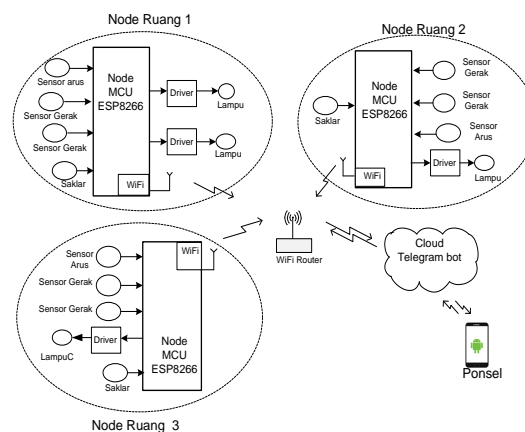 Node Ruang 1
Sensor arus
Sensor Gerak
Sensor Gerak
Saklar
Node
MCU
ESP8266
WiFi
Driver
Lampu
Driver
Lampu
Node Ruang 2
Saklar
Node
MCU
ESP8266
WiFi
Sensor
Gerak
Sensor
Gerak
Sensor
Arus
Driver
Lampu
Node Ruang 3
Sensor
Arus
Sensor Gerak
Sensor Gerak
Driver
LampuC
Saklar
WiFi
Node
MCU
ESP8266
WiFi Router
Cloud
Telegram bot
Ponsel